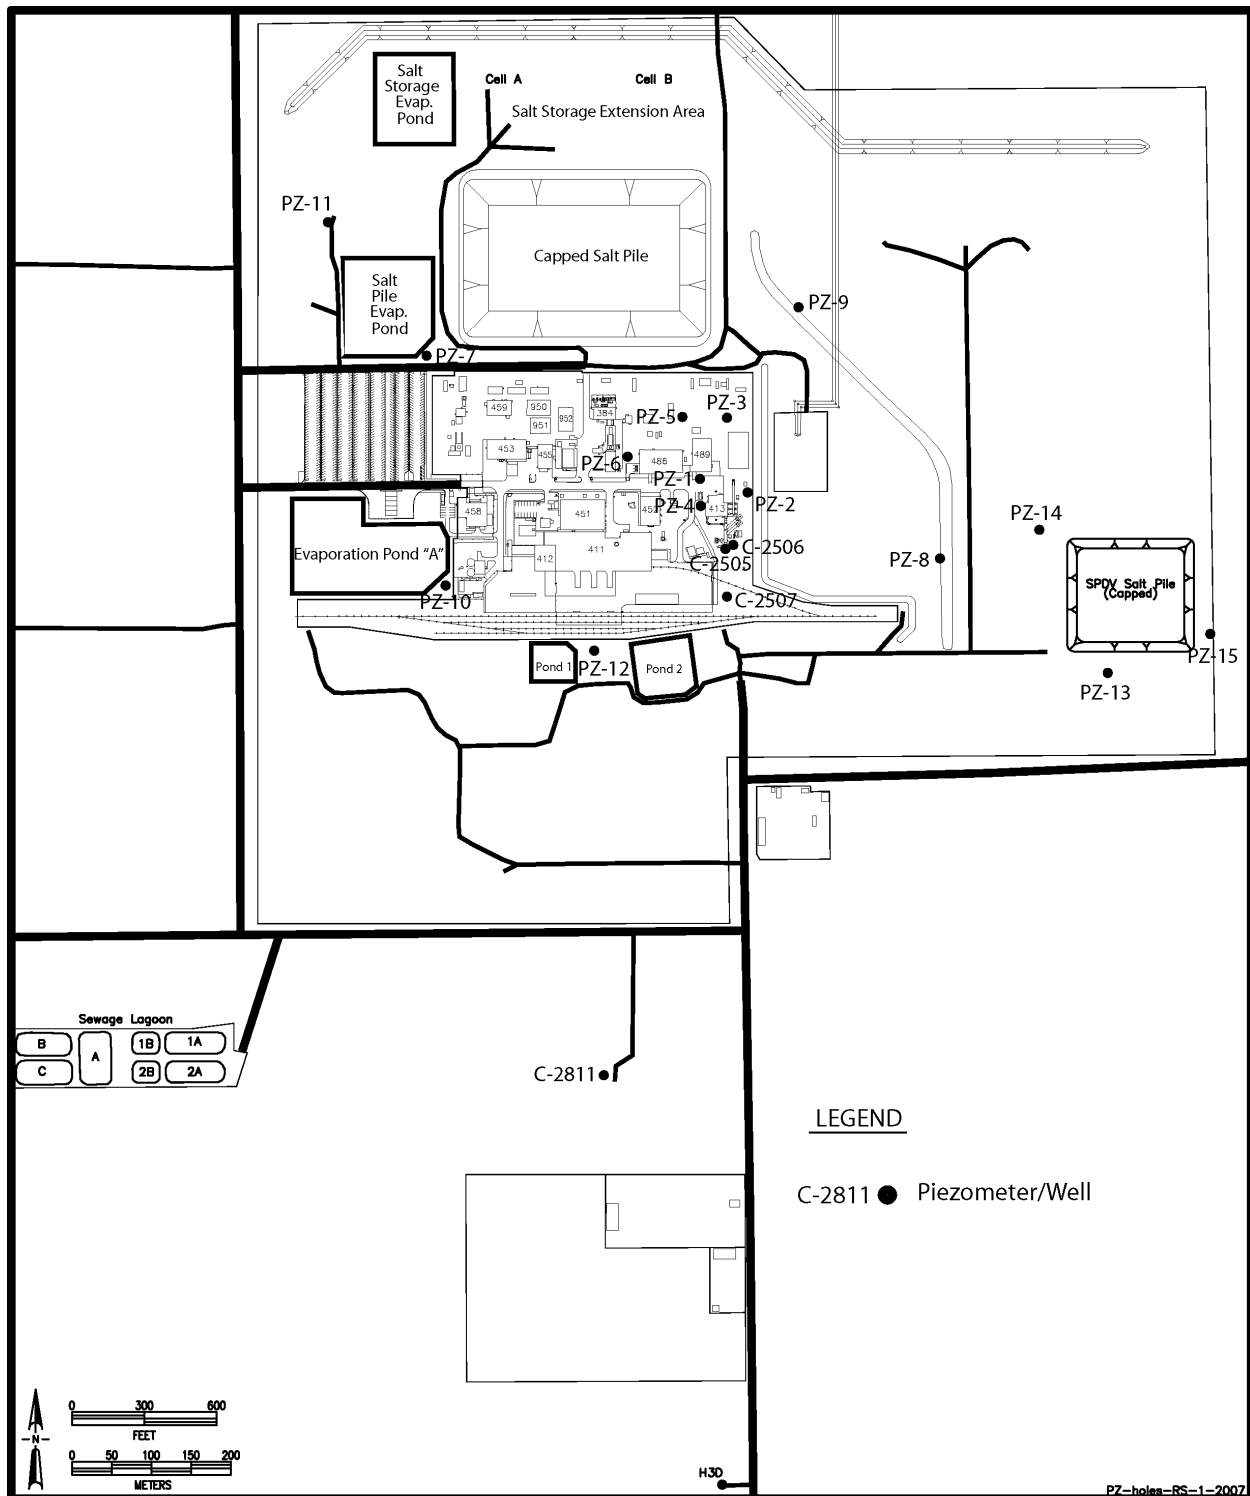 Salt
Storage
Evap.
Pond
Cell A
Cell B
Salt Storage Extension Area
PZ-11
Capped Salt Pile
Salt
Pile
Evap.
Pond
PZ-9
PZ-7
459
950
951
952
384
PZ-5
PZ-3
453
455
PZ-6
486
489
PZ-1
PZ-2
458
451
452
PZ-4
413
PZ-14
Evaporation Pond "A"
412
411
C-2506
C-2505
PZ-8
SPDV Salt Pile
(Capped)
PZ-10
C-2507
Pond 1
PZ-12
Pond 2
PZ-15
PZ-13
Sewage Lagoon
B
A
1B
1A
C
2B
2A
C-2811
LEGEND
C-2811
Piezometer/Well
N
0 300 600
FEET
0 50 100 150 200
METERS
H3D
PZ-holes-RS-1-2007